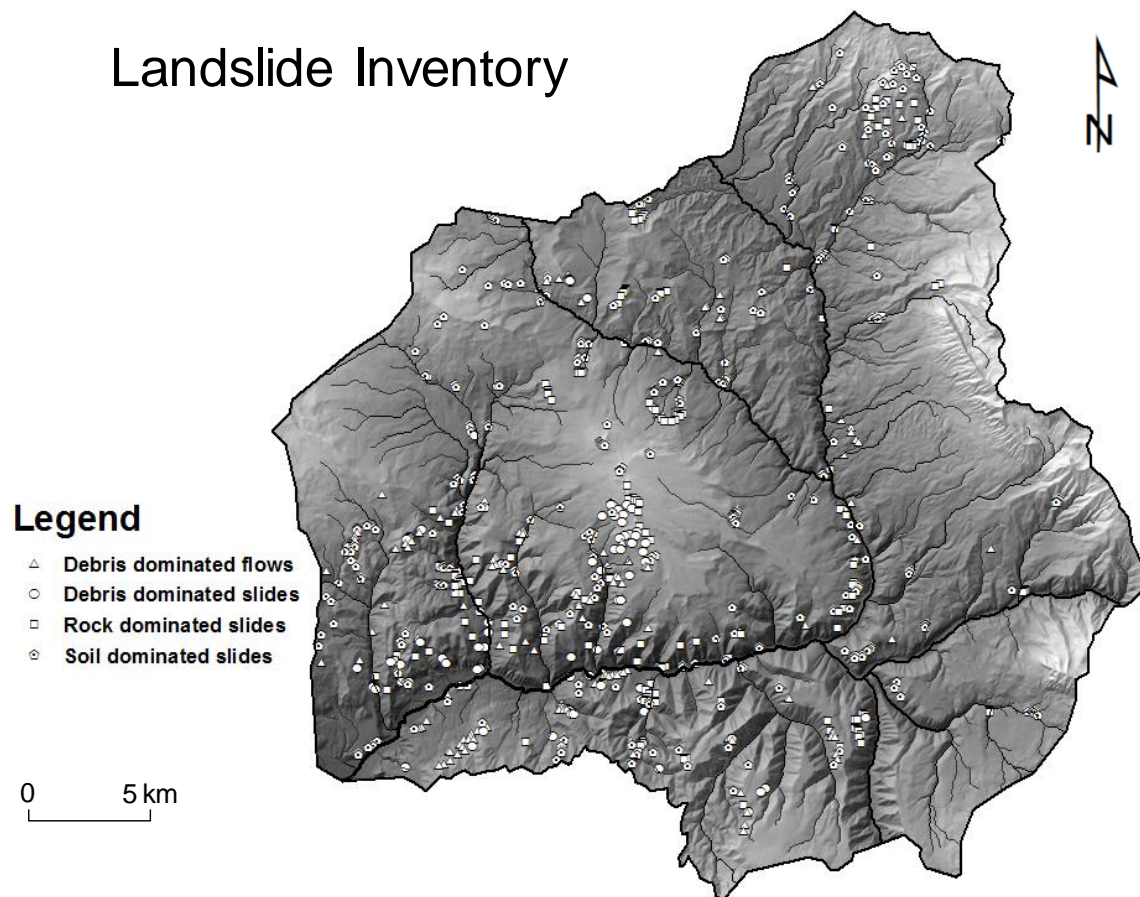 Landslide Inventory
N
Legend
Debris dominated flows
Debris dominated slides
Rock dominated slides
Soil dominated slides
0 5 km